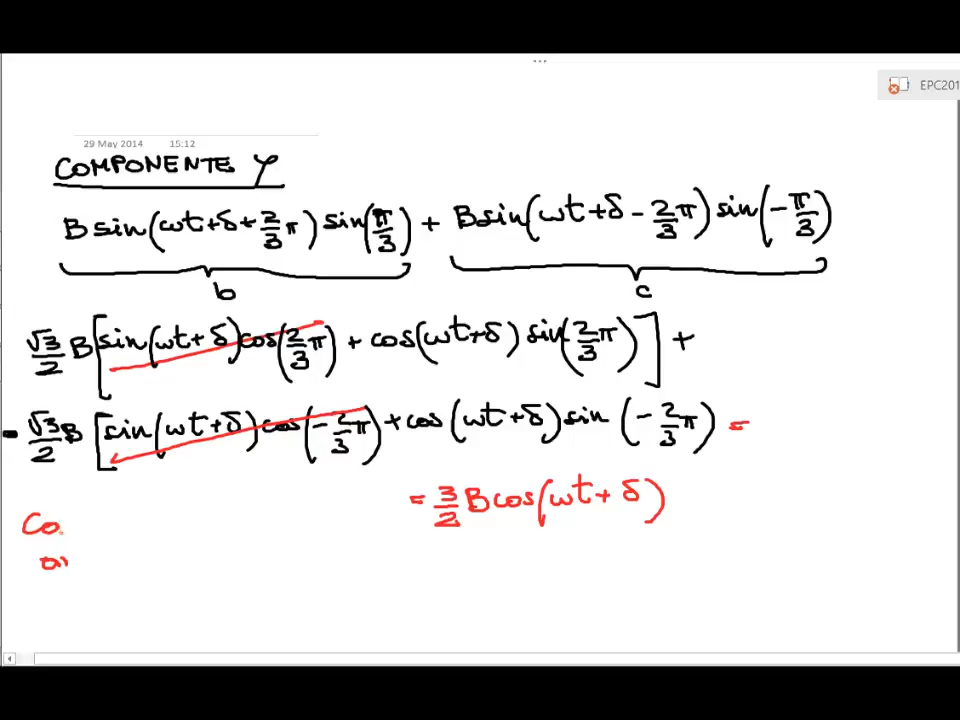 EPC201
29 May 2014 15:12
COMPONENTE Y
B sin(ωt+δ+2/3π) sin(π/3) + B sin(ωt+δ-2/3π) sin(-π/3)
b c
√3/2 B[sin(ωt+δ)cos(2/3π) + cos(ωt+δ) sin(2/3π)] +
- √3/2 B[sin(ωt+δ)cos(-2/3π)+cos(ωt+δ)sin(-2/3π) =
= 3/2 B cos(ωt+δ)
Co.